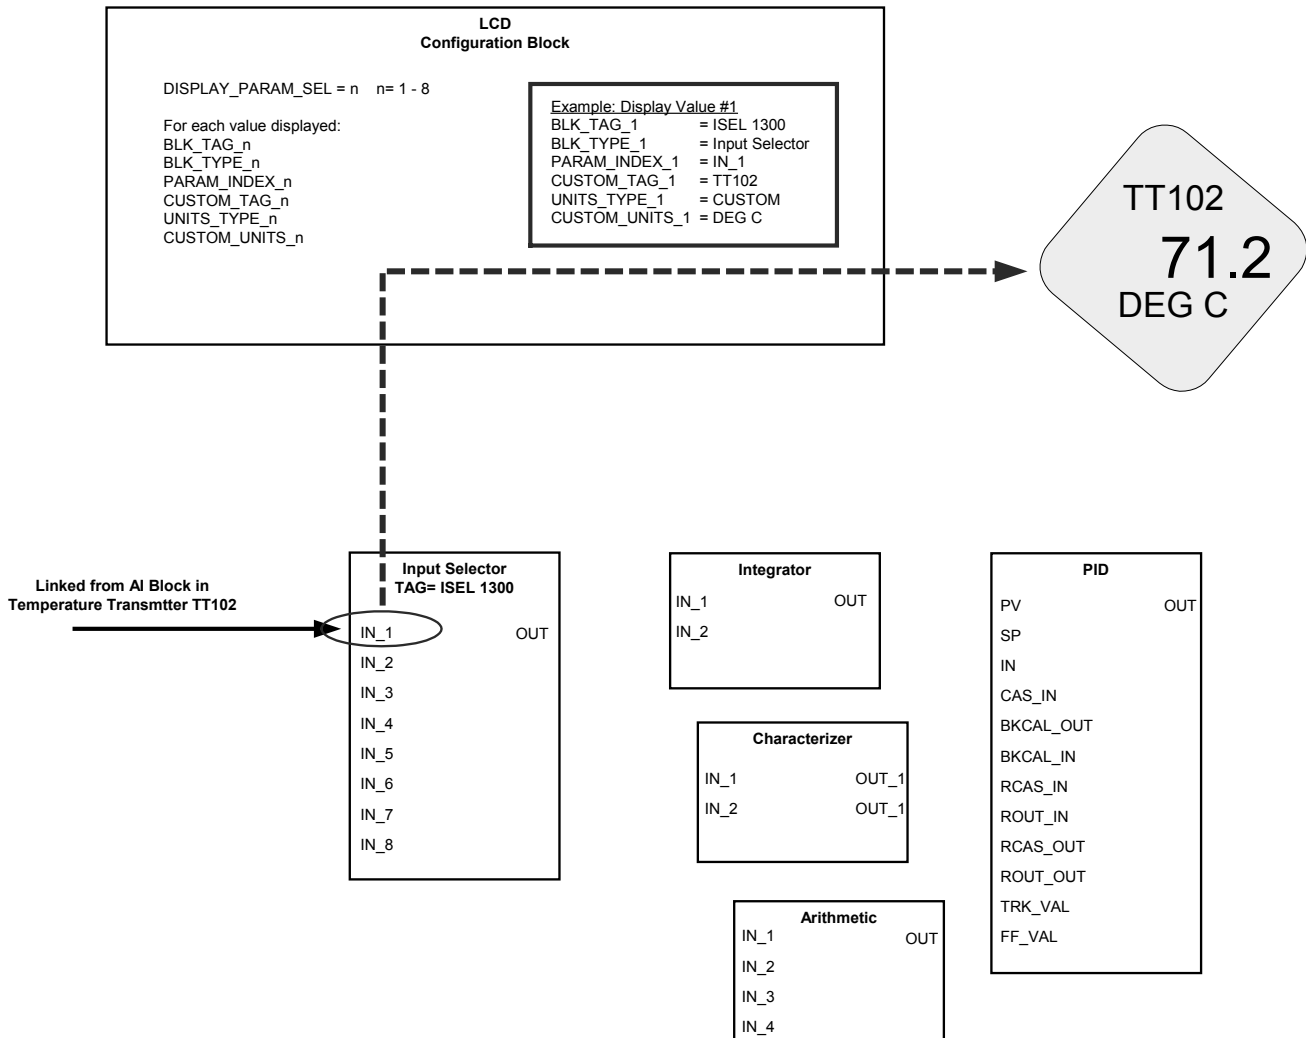 LCD
Configuration Block
DISPLAY_PARAM_SEL = n n= 1 - 8
For each value displayed:
BLK_TAG_n
BLK_TYPE_n
PARAM_INDEX_n
CUSTOM_TAG_n
UNITS_TYPE_n
CUSTOM_UNITS_n
Example: Display Value #1
BLK_TAG_1 = ISEL 1300
BLK_TYPE_1 = Input Selector
PARAM_INDEX_1 = IN_1
CUSTOM_TAG_1 = TT102
UNITS_TYPE_1 = CUSTOM
CUSTOM_UNITS_1 = DEG C
TT102
71.2
DEG C
Linked from AI Block in
Temperature Transmtter TT102
Input Selector
TAG= ISEL 1300
IN_1 OUT
IN_2
IN_3
IN_4
IN_5
IN_6
IN_7
IN_8
Integrator
IN_1 OUT
IN_2
Characterizer
IN_1 OUT_1
IN_2 OUT_1
Arithmetic
IN_1 OUT
IN_2
IN_3
IN_4
PID
PV OUT
SP
IN
CAS_IN
BKCAL_OUT
BKCAL_IN
RCAS_IN
ROUT_IN
RCAS_OUT
ROUT_OUT
TRK_VAL
FF_VAL